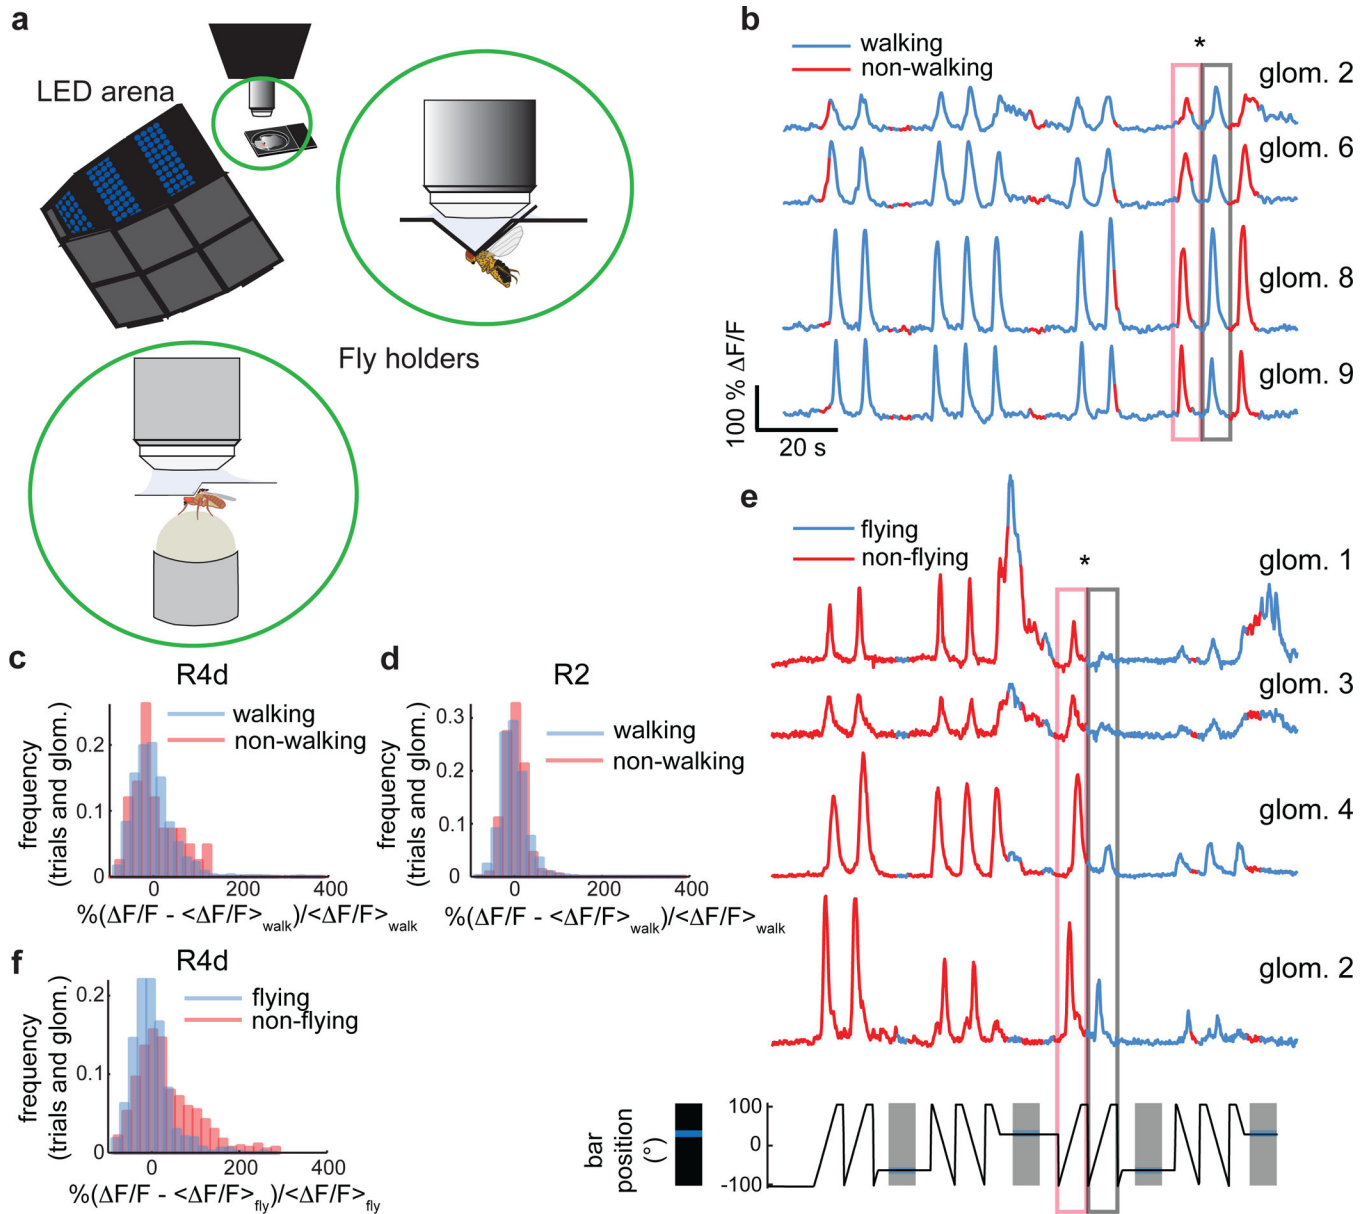 a
LED arena
Fly holders
b
walking
non-walking
*
glom. 2
glom. 6
glom. 8
glom. 9
100 % ΔF/F
20 s
c
R4d
walking
non-walking
frequency
(trials and glom.)
0.2
0.1
0
0
200
400
%(ΔF/F - <ΔF/F>walk)/<ΔF/F>walk
d
R2
walking
non-walking
frequency
(trials and glom.)
0.3
0.2
0.1
0
0
200
400
%(ΔF/F - <ΔF/F>walk)/<ΔF/F>walk
e
flying
non-flying
*
glom. 1
glom. 3
glom. 4
glom. 2
bar
position
(°)
100
0
-100
f
R4d
flying
non-flying
frequency
(trials and glom.)
0.2
0.1
0
0
200
400
%(ΔF/F - <ΔF/F>fly)/<ΔF/F>fly